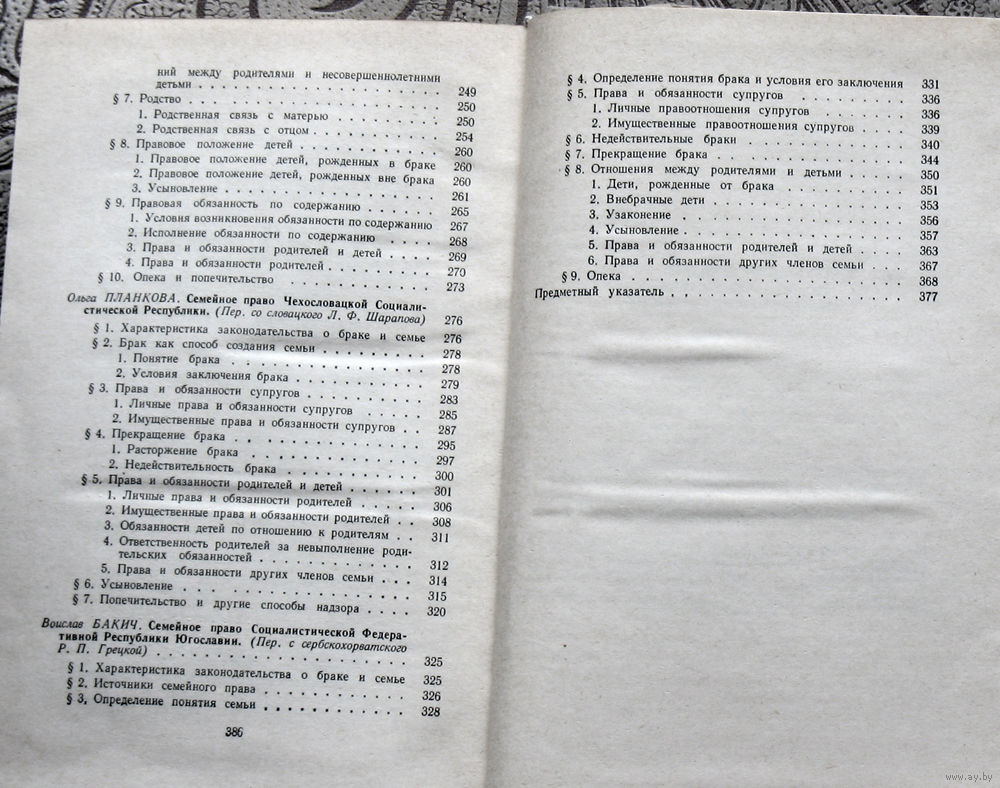 ний между родителями и несовершеннолетними
детьми . . . . . . . . . . . . . . . . . . . 249
§ 7. Родство . . . . . . . . . . . . . . . . . 250
1. Родственная связь с матерью . . . . . . . 250
2. Родственная связь с отцом . . . . . . . . 254
§ 8. Правовое положение детей . . . . . . . . . 260
1. Правовое положение детей, рожденных в браке 260
2. Правовое положение детей, рожденных вне брака 260
3. Усыновление . . . . . . . . . . . . . . . 261
§ 9. Правовая обязанность по содержанию . . . . . 265
1. Условия возникновения обязанности по содержанию 267
2. Исполнение обязанности по содержанию . . . . 268
3. Права и обязанности родителей и детей . . . . 269
4. Права и обязанности родителей . . . . . . . 270
§ 10. Опека и попечительство . . . . . . . . . . 273
Ольга ПЛАНКОВА. Семейное право Чехословацкой Социали-
стической Республики. (Пер. со словацкого Л. Ф. Шарапова) 276
§ 1. Характеристика законодательства о браке и семье 276
§ 2. Брак как способ создания семьи . . . . . . . 278
1. Понятие брака . . . . . . . . . . . . . . 278
2. Условия заключения брака . . . . . . . . . 279
§ 3. Права и обязанности супругов . . . . . . . . 283
1. Личные права и обязанности супругов . . . . . 285
2. Имущественные права и обязанности супругов . . 287
§ 4. Прекращение брака . . . . . . . . . . . . . 295
1. Расторжение брака . . . . . . . . . . . . 297
2. Недействительность брака . . . . . . . . . 300
§ 5. Права и обязанности родителей и детей . . . . . . 301
1. Личные права и обязанности родителей . . . . . 306
2. Имущественные права и обязанности родителей . . 308
3. Обязанности детей по отношению к родителям . . 311
4. Ответственность родителей за невыполнение роди-
тельских обязанностей . . . . . . . . . . . . 312
5. Права и обязанности других членов семьи . . . 314
§ 6. Усыновление . . . . . . . . . . . . . . . . 315
§ 7. Попечительство и другие способы надзора . . . . 320
Воислав БАКИЧ. Семейное право Социалистической Федера-
тивной Республики Югославии. (Пер. с сербскохорватского
Р. П. Грецкой) . . . . . . . . . . . . . . . . . 325
§ 1. Характеристика законодательства о браке и семье 325
§ 2. Источники семейного права . . . . . . . . . . 326
§ 3. Определение понятия семьи . . . . . . . . . . 328
386
§ 4. Определение понятия брака и условия его заключения 331
§ 5. Права и обязанности супругов . . . . . . . . 336
1. Личные правоотношения супругов . . . . . . . 336
2. Имущественные правоотношения супругов . . . . 339
§ 6. Недействительные браки . . . . . . . . . . . 340
§ 7. Прекращение брака . . . . . . . . . . . . . 344
§ 8. Отношения между родителями и детьми . . . . . 350
1. Дети, рожденные от брака . . . . . . . . . 351
2. Внебрачные дети . . . . . . . . . . . . . 353
3. Узаконение . . . . . . . . . . . . . . . 356
4. Усыновление . . . . . . . . . . . . . . . 357
5. Права и обязанности родителей и детей . . . . 363
6. Права и обязанности других членов семьи . . . 367
§ 9. Опека . . . . . . . . . . . . . . . . . . 368
Предметный указатель . . . . . . . . . . . . . . . 377
www.ay.by